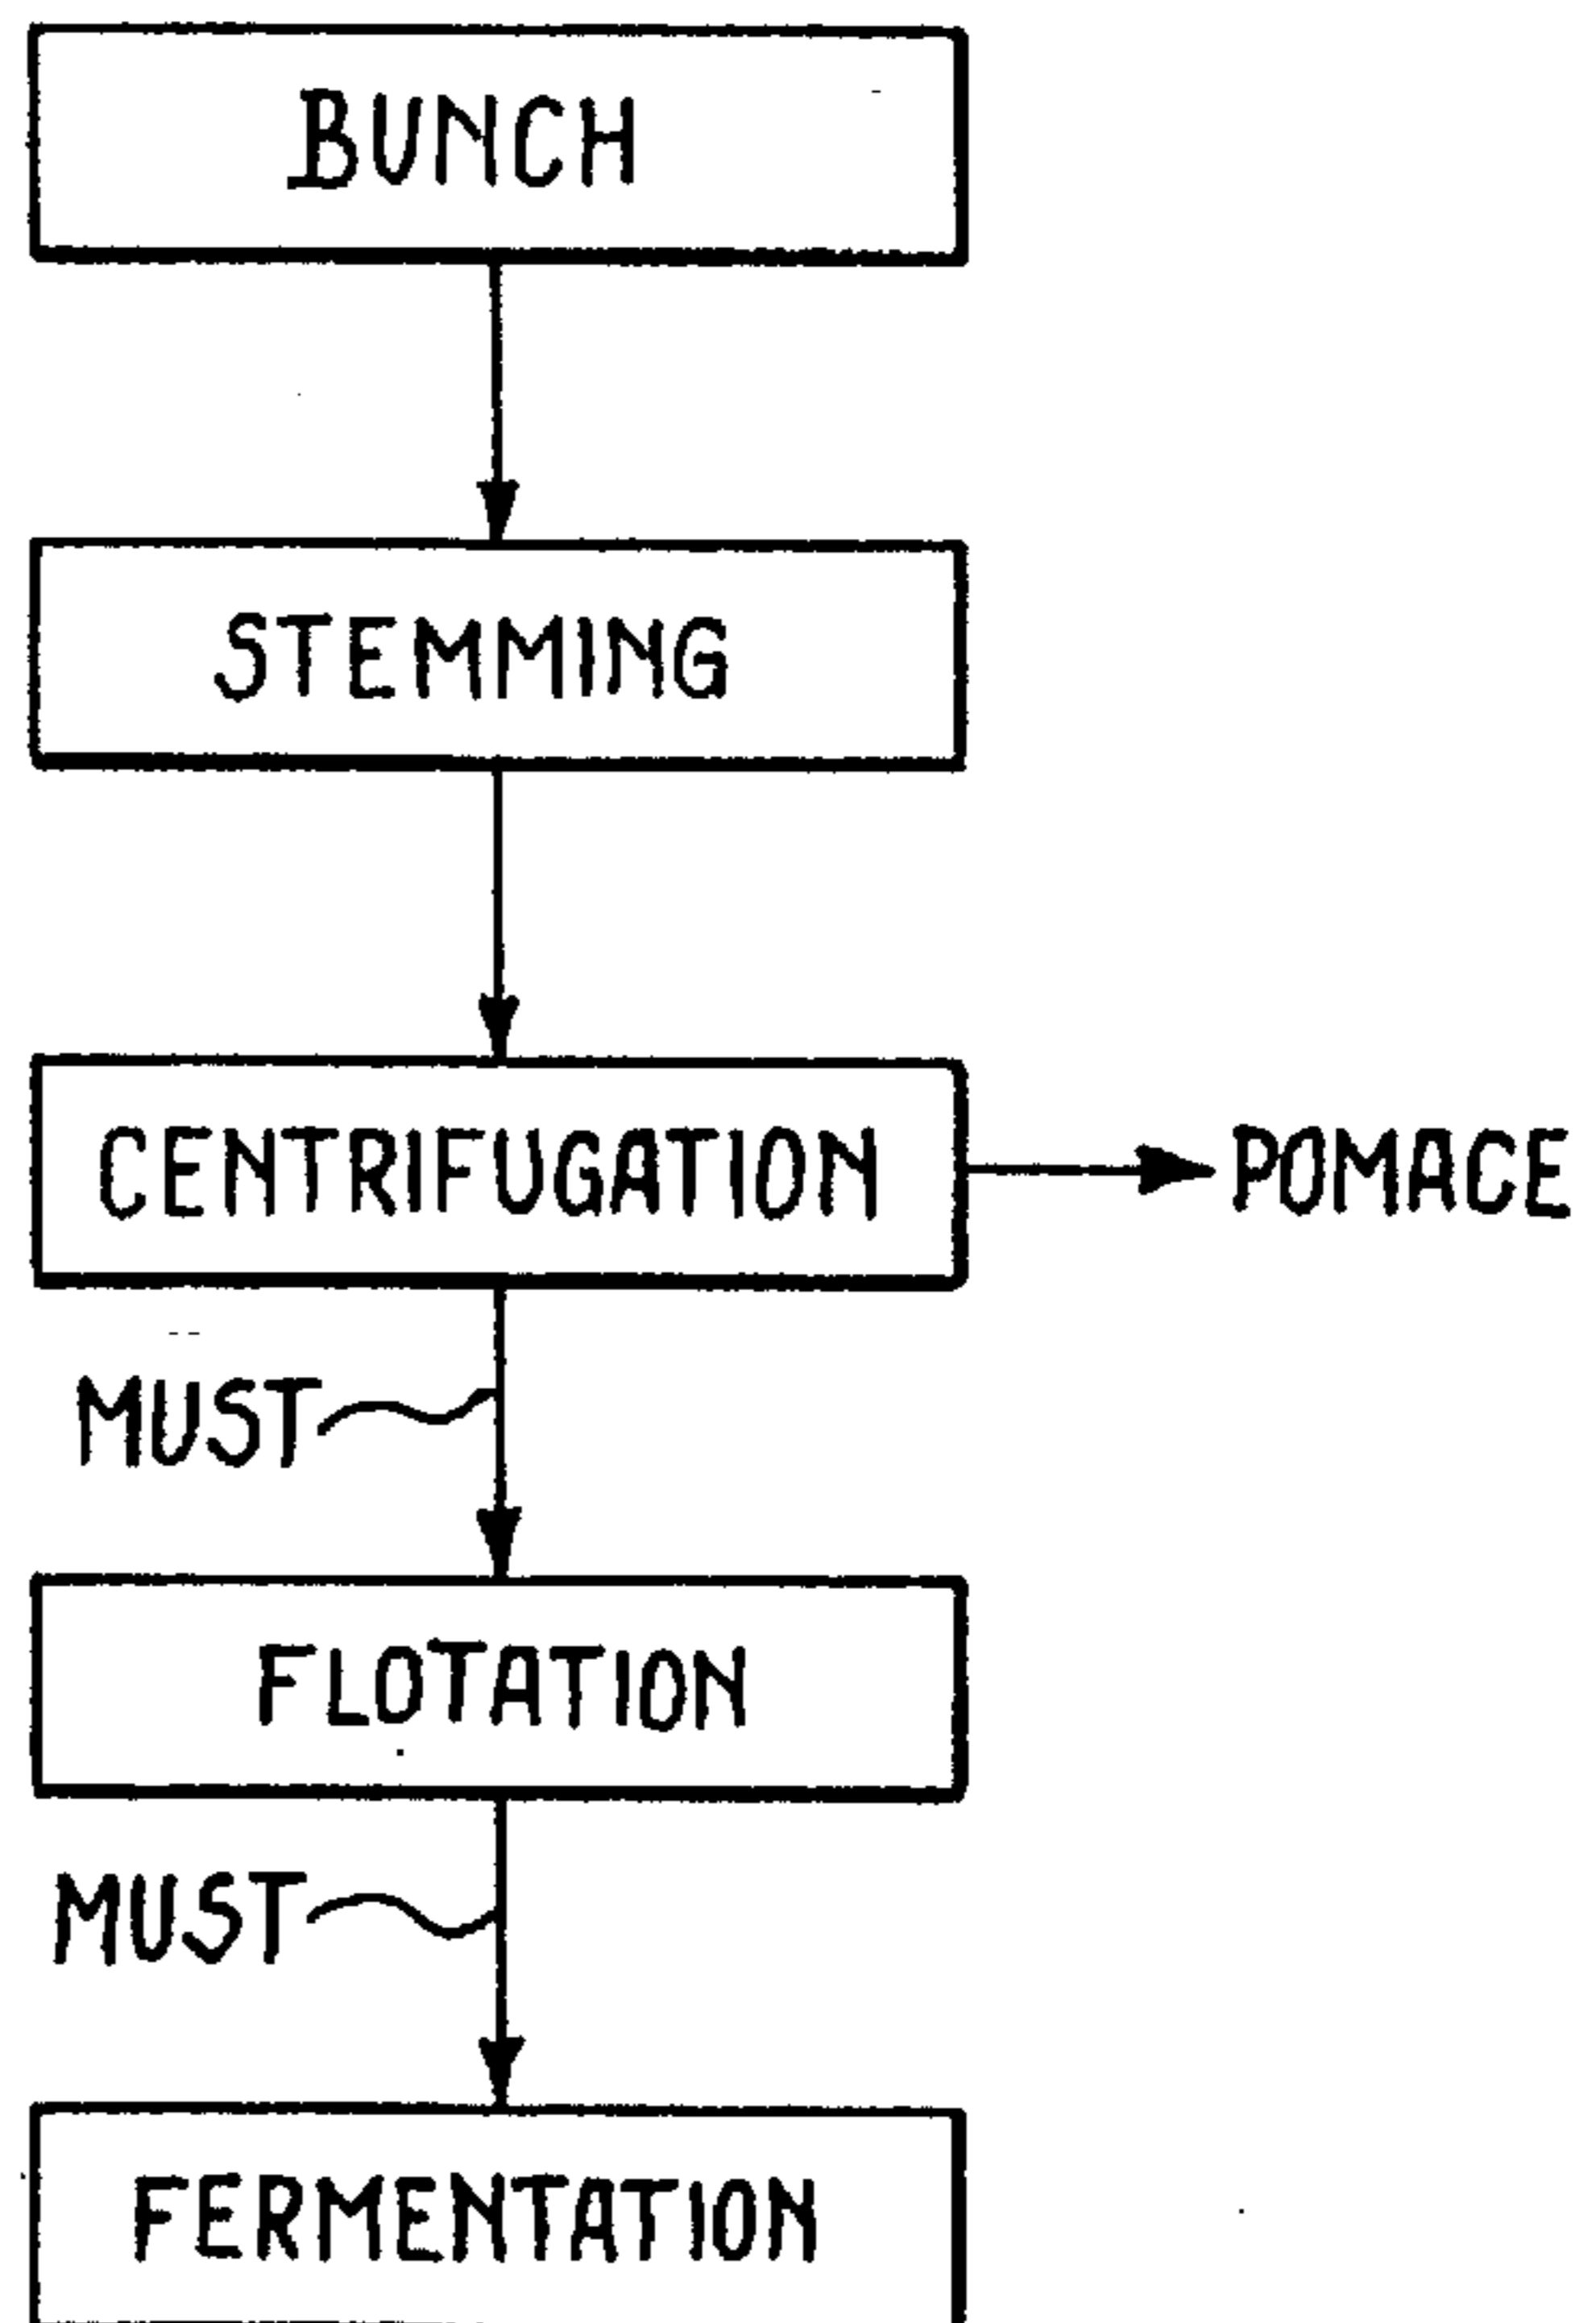 BUNCH
STEMMING
CENTRIFUGATION
POMACE
MUST
FLOTATION
MUST
FERMENTATION